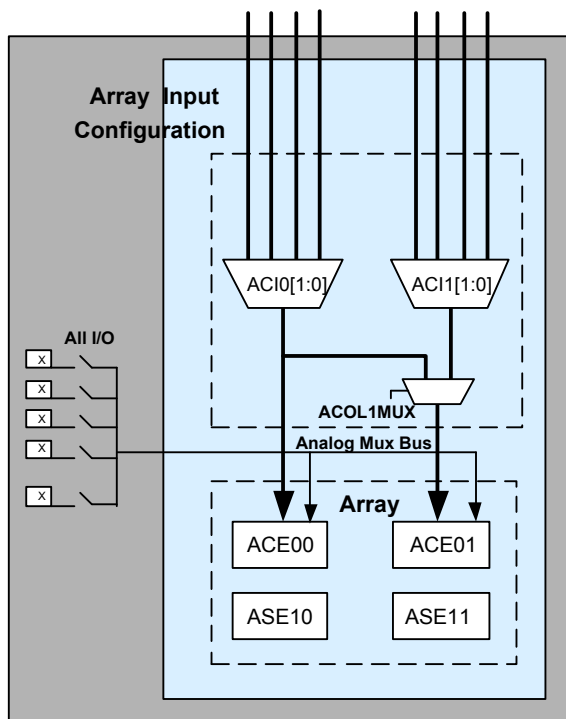 Array Input
Configuration
ACI0[1:0]
ACI1[1:0]
All I/O
X
X
X
X
X
ACOL1MUX
Analog Mux Bus
Array
ACE00
ACE01
ASE10
ASE11